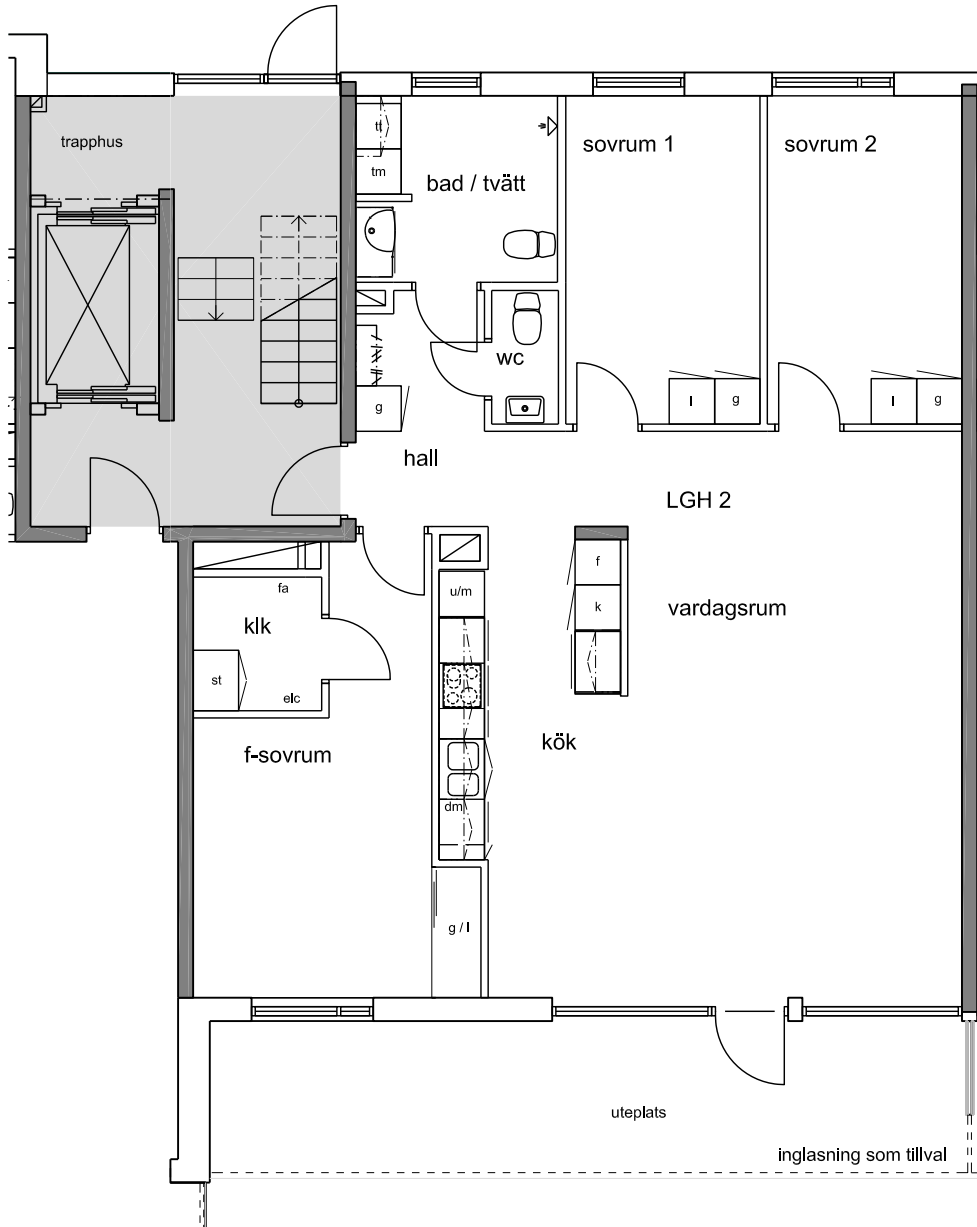 trapphus
tt
tm
bad / tvätt
sovrum 1
sovrum 2
wc
g
l
g
l
g
hall
LGH 2
f
k
u/m
fa
klk
st
elc
vardagsrum
f-sovrum
kök
dm
g / l
uteplats
inglasning som tillval